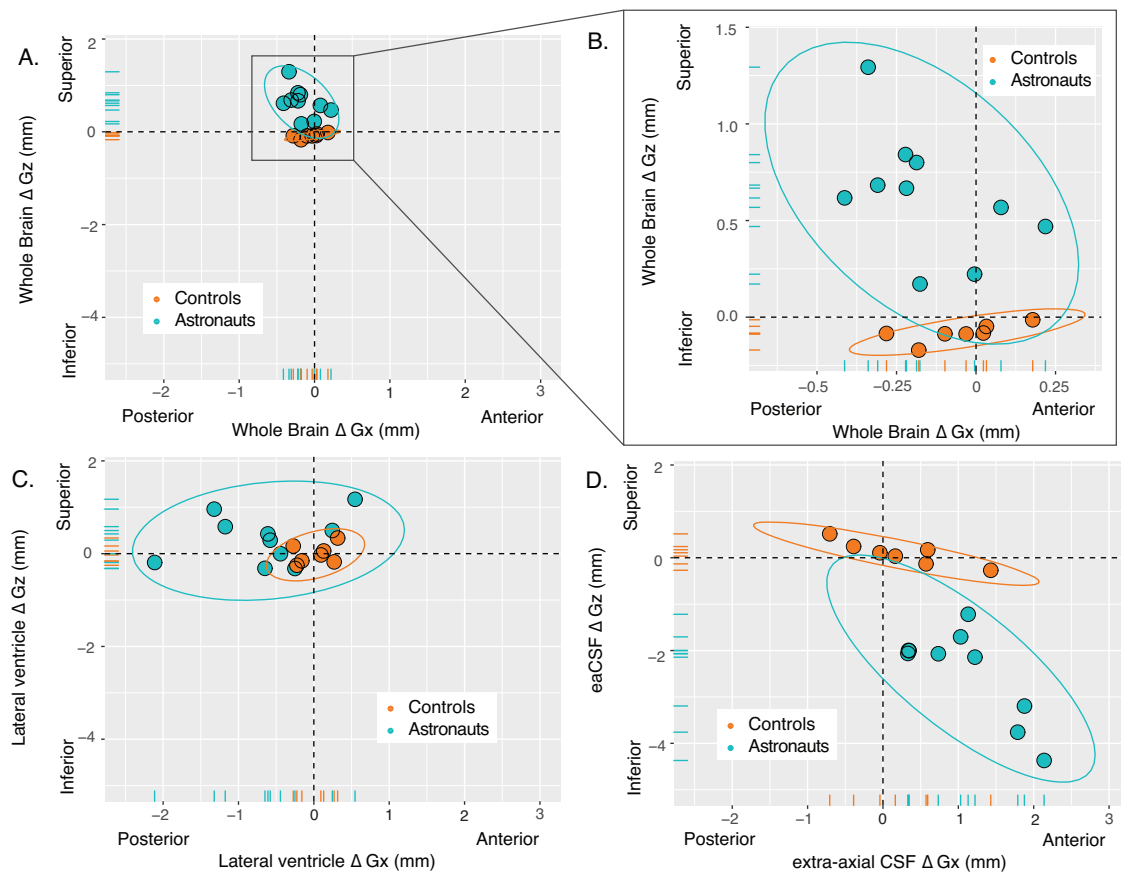 A.
Superior
Inferior
Whole Brain Δ Gz (mm)
2
0
−2
−4
Controls
Astronauts
−2
−1
0
1
2
3
Posterior
Anterior
Whole Brain Δ Gx (mm)
B.
Superior
Inferior
Whole Brain Δ Gz (mm)
1.5
1.0
0.5
0.0
Controls
Astronauts
−0.5
−0.25
0
0.25
Posterior
Anterior
Whole Brain Δ Gx (mm)
C.
Superior
Inferior
Lateral ventricle Δ Gz (mm)
2
0
−2
−4
Controls
Astronauts
−2
−1
0
1
2
3
Posterior
Anterior
Lateral ventricle Δ Gx (mm)
D.
Superior
Inferior
eaCSF Δ Gz (mm)
2
0
−2
−4
Controls
Astronauts
−2
−1
0
1
2
3
Posterior
Anterior
extra-axial CSF Δ Gx (mm)